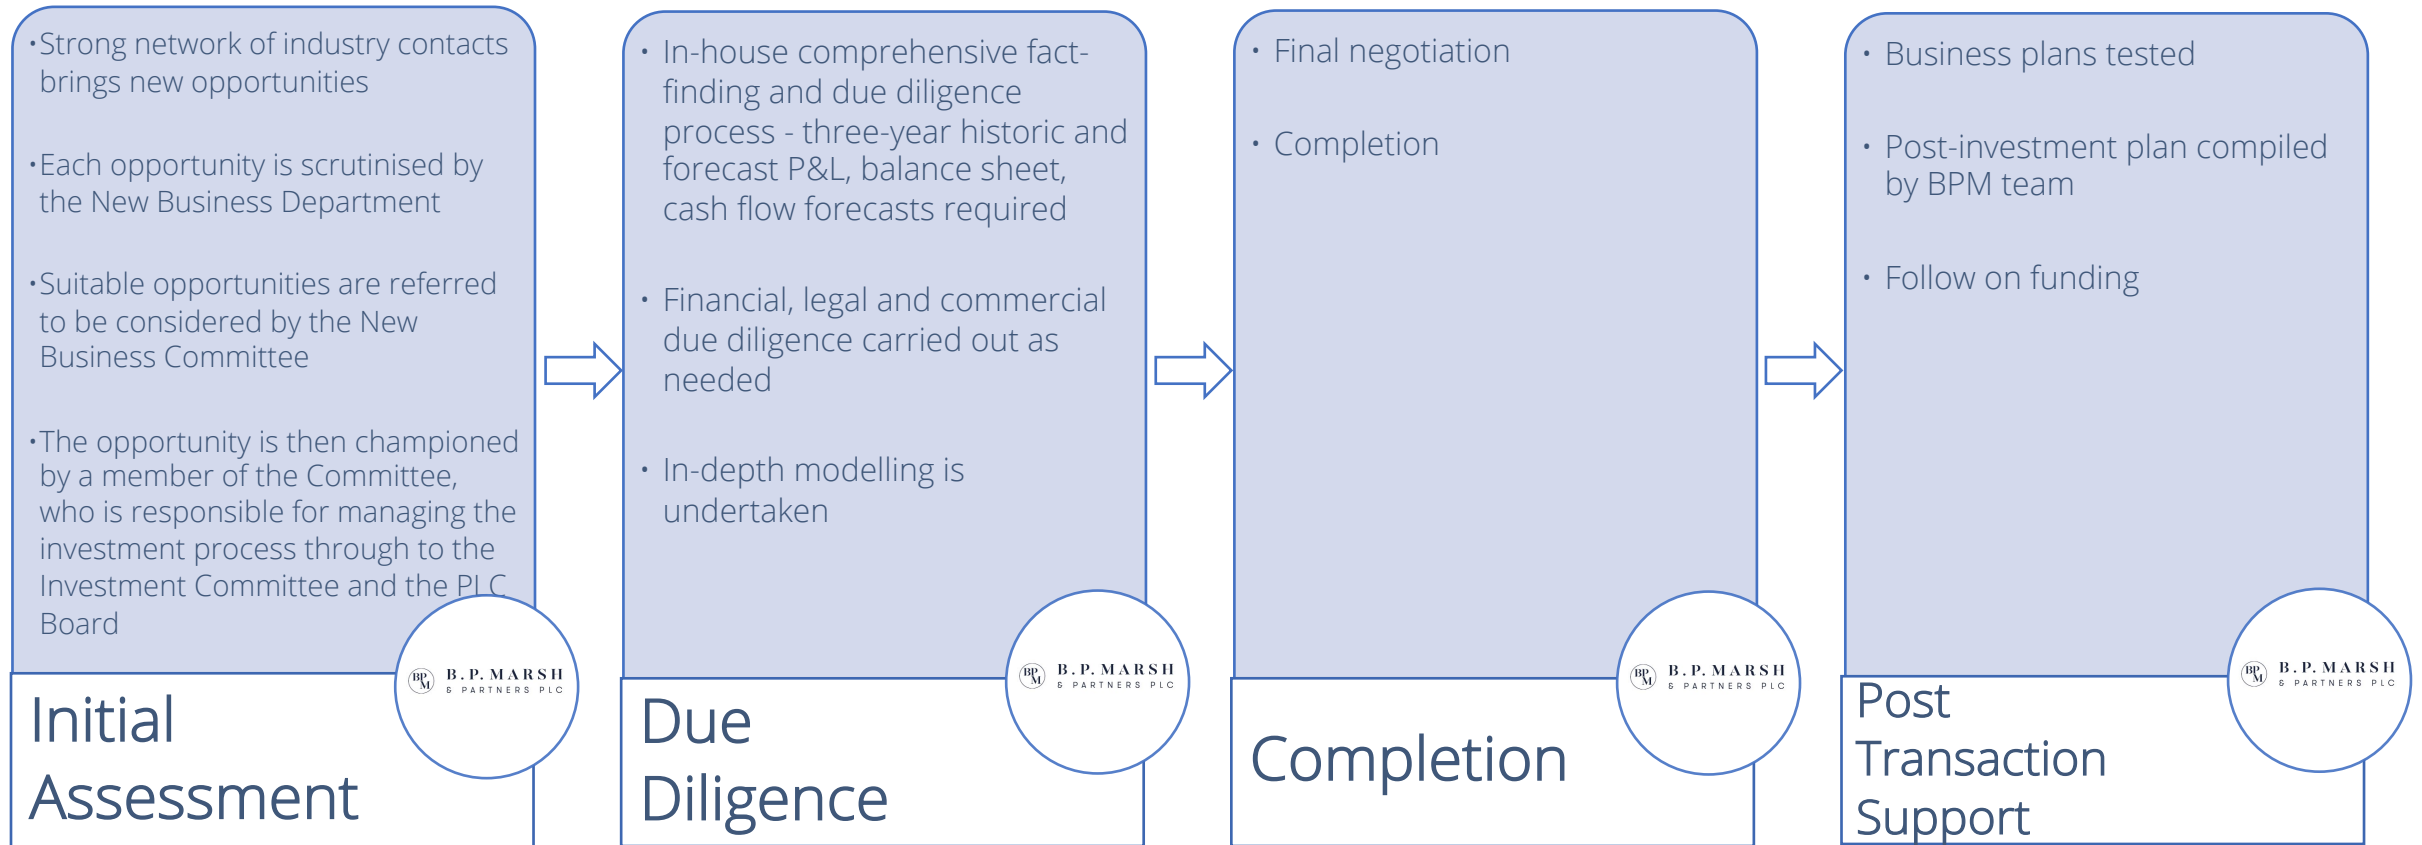 •Strong network of industry contacts
brings new opportunities
•Each opportunity is scrutinised by
the New Business Department
•Suitable opportunities are referred
to be considered by the New
Business Committee
•The opportunity is then championed
by a member of the Committee,
who is responsible for managing the
investment process through to the
Investment Committee and the PLC
Board
BPM B.P. MARSH
& PARTNERS PLC
Initial
Assessment
• In-house comprehensive fact-
finding and due diligence
process - three-year historic and
forecast P&L, balance sheet,
cash flow forecasts required
• Financial, legal and commercial
due diligence carried out as
needed
• In-depth modelling is
undertaken
BPM B.P. MARSH
& PARTNERS PLC
Due
Diligence
• Final negotiation
• Completion
BPM B.P. MARSH
& PARTNERS PLC
Completion
• Business plans tested
• Post-investment plan compiled
by BPM team
• Follow on funding
BPM B.P. MARSH
& PARTNERS PLC
Post
Transaction
Support